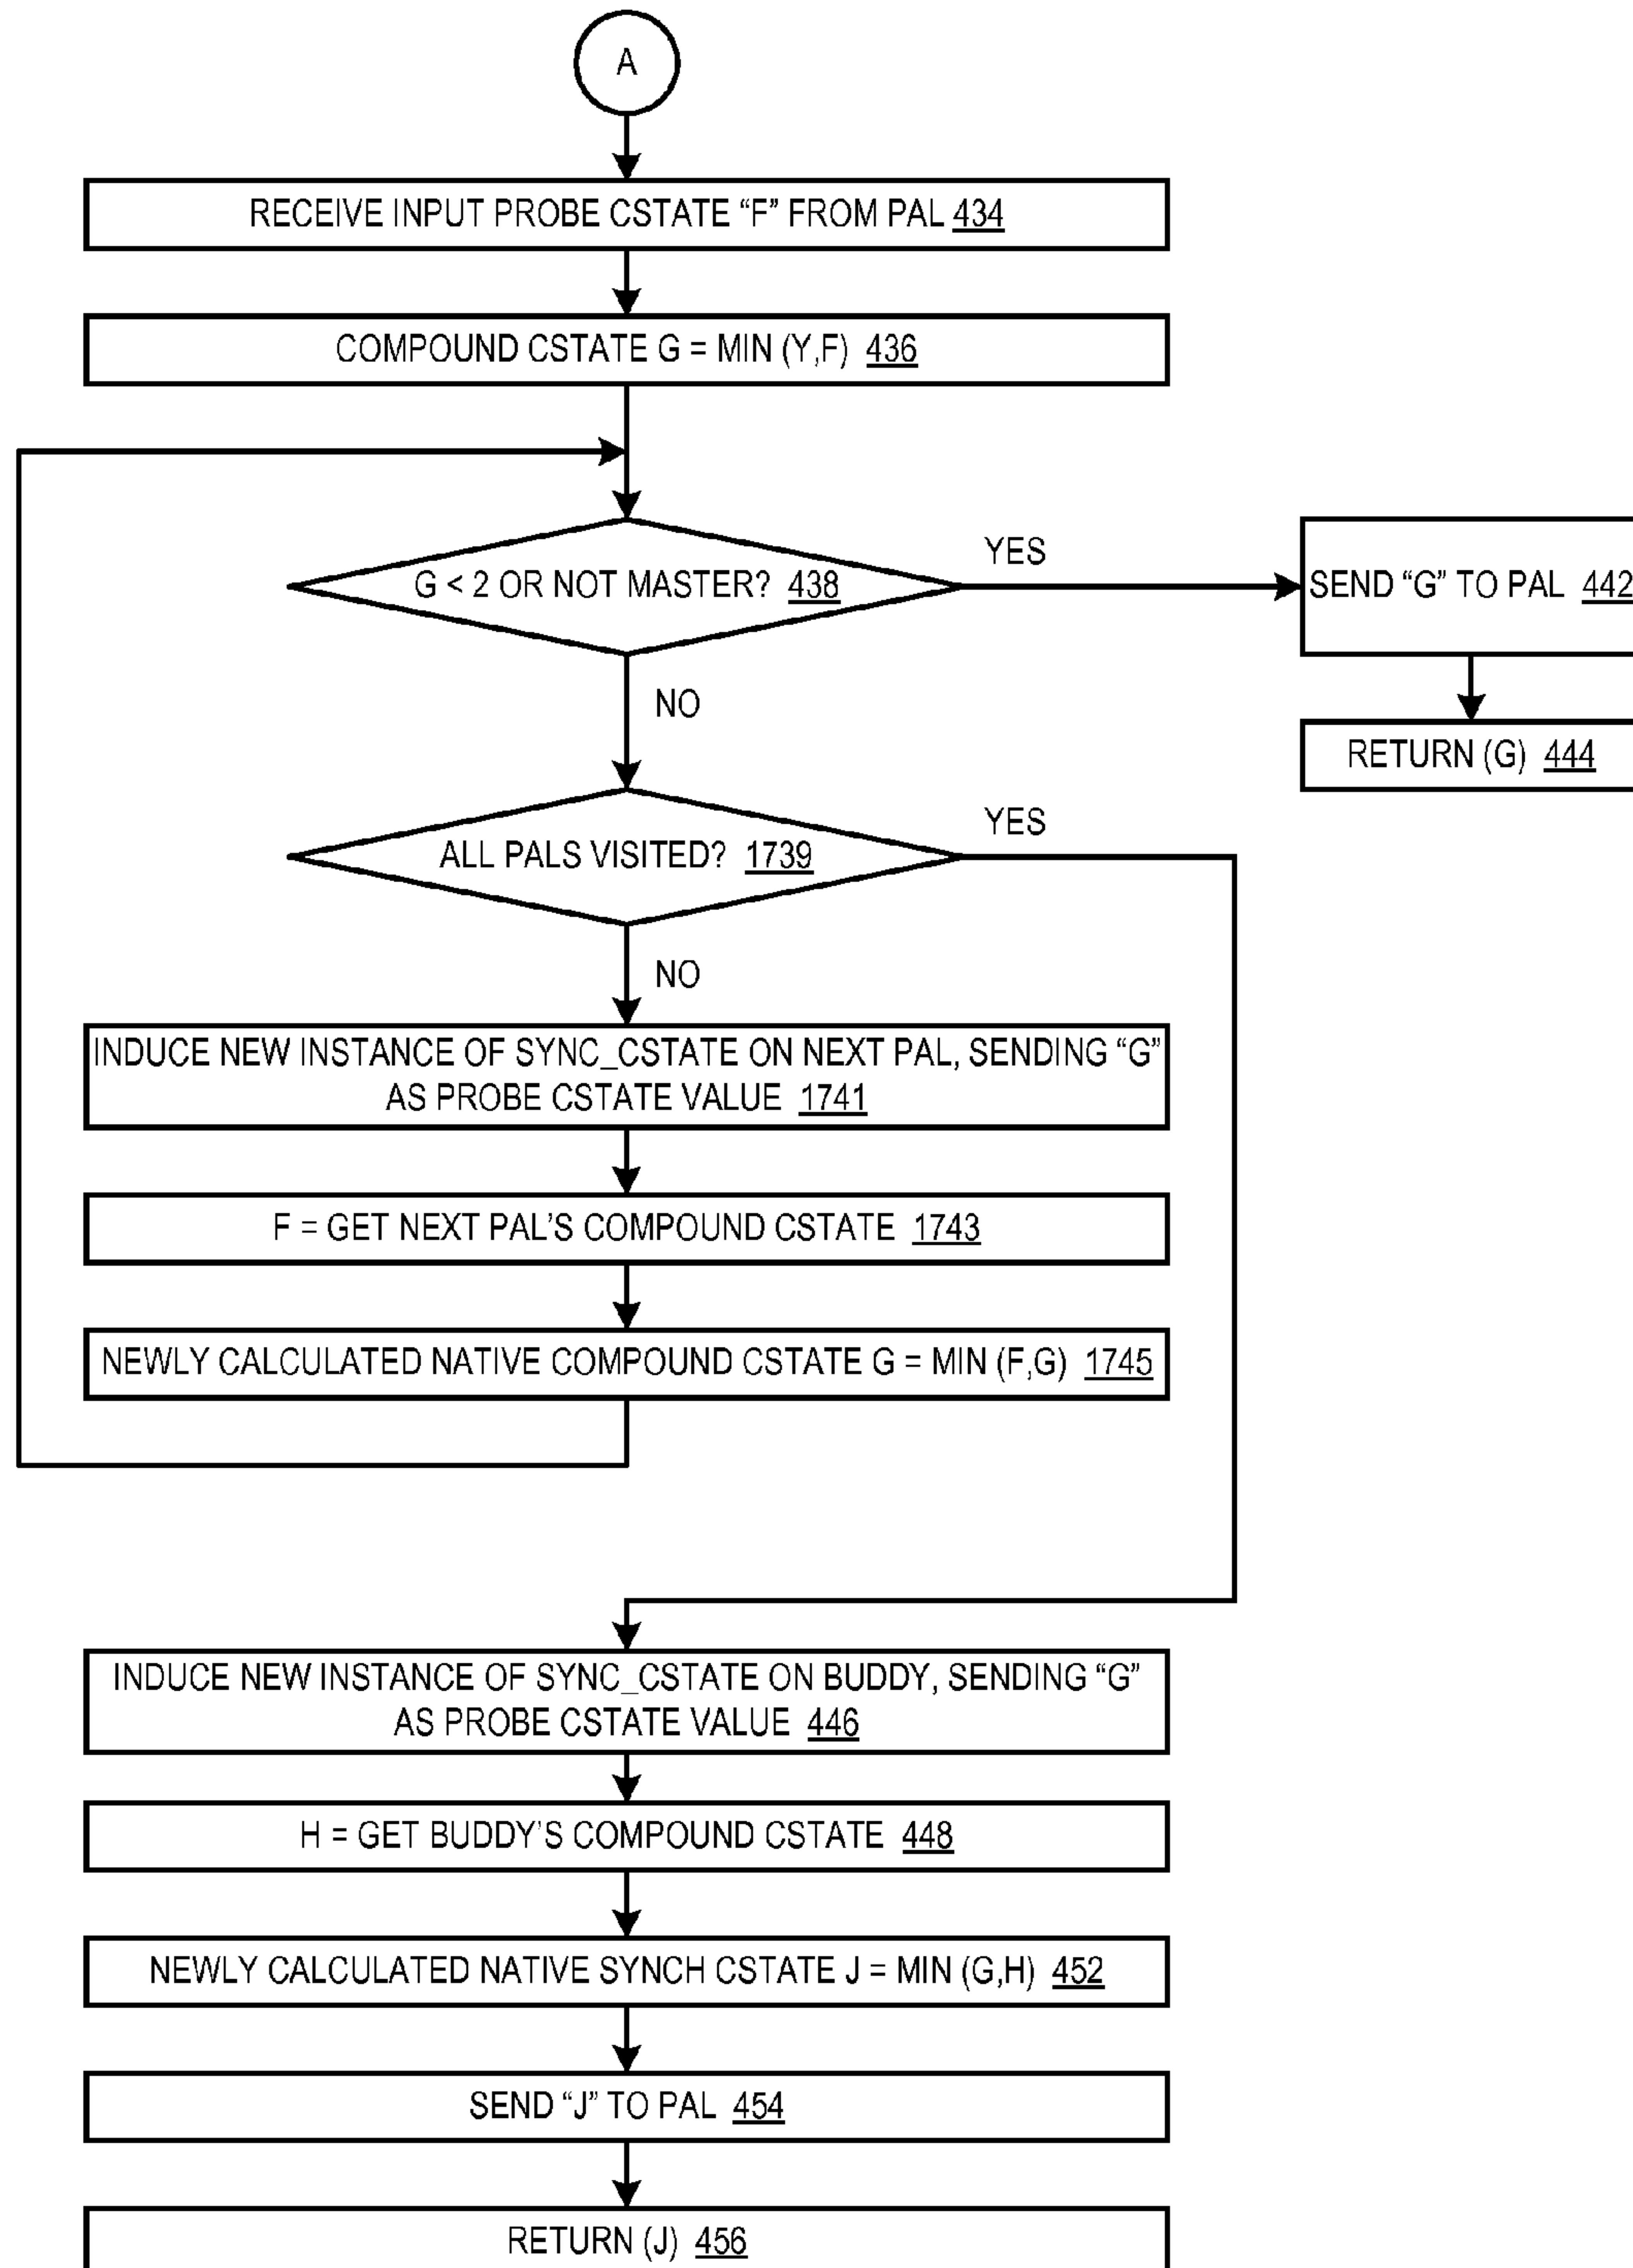 A
RECEIVE INPUT PROBE CSTATE “F” FROM PAL 434
COMPOUND CSTATE G = MIN (Y,F) 436
G < 2 OR NOT MASTER? 438
YES
SEND “G” TO PAL 442
NO
RETURN (G) 444
ALL PALS VISITED? 1739
YES
NO
INDUCE NEW INSTANCE OF SYNC_CSTATE ON NEXT PAL, SENDING “G”
AS PROBE CSTATE VALUE 1741
F = GET NEXT PAL'S COMPOUND CSTATE 1743
NEWLY CALCULATED NATIVE COMPOUND CSTATE G = MIN (F,G) 1745
INDUCE NEW INSTANCE OF SYNC_CSTATE ON BUDDY, SENDING “G”
AS PROBE CSTATE VALUE 446
H = GET BUDDY'S COMPOUND CSTATE 448
NEWLY CALCULATED NATIVE SYNCH CSTATE J = MIN (G,H) 452
SEND “J” TO PAL 454
RETURN (J) 456